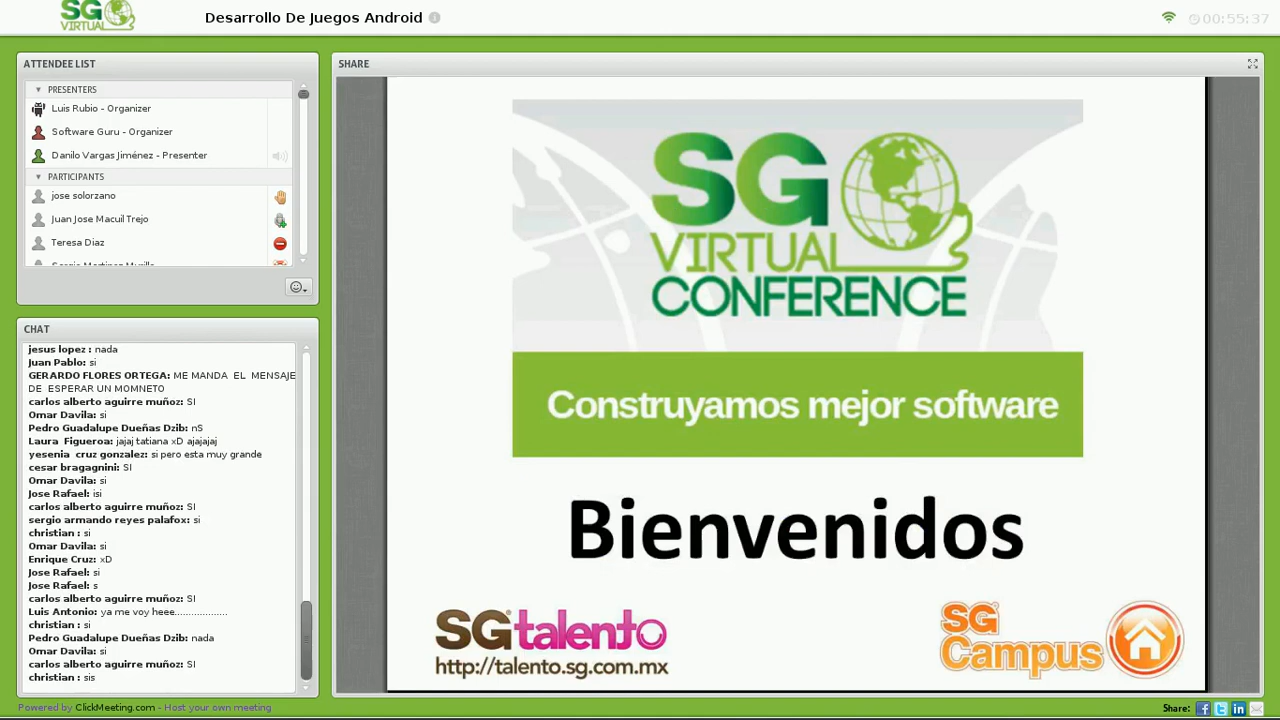 SG
VIRTUAL
Desarrollo De Juegos Android
00:55:37
ATTENDEE LIST
PRESENTERS
Luis Rubio - Organizer
Software Guru - Organizer
Danilo Vargas Jiménez - Presenter
PARTICIPANTS
jose solorzano
Juan Jose Macuil Trejo
Teresa Diaz
CHAT
jesus lopez : nada
Juan Pablo: si
GERARDO FLORES ORTEGA: ME MANDA EL MENSAJE
DE ESPERAR UN MOMNETO
carlos alberto aguirre muñoz: SI
Omar Davila: si
Pedro Guadalupe Dueñas Dzib: nS
Laura Figueroa: jajaj tatiana xD ajajajaj
yesenia cruz gonzalez: si pero esta muy grande
cesar bragagnini: SI
Omar Davila: si
Jose Rafael: isi
carlos alberto aguirre muñoz: SI
sergio armando reyes palafox: si
christian : si
Omar Davila: si
Enrique Cruz: xD
Jose Rafael: si
Jose Rafael: s
carlos alberto aguirre muñoz: SI
Luis Antonio: ya me voy heee...................
christian : si
Pedro Guadalupe Dueñas Dzib: nada
Omar Davila: si
carlos alberto aguirre muñoz: SI
christian : sis
SHARE
SG
VIRTUAL
CONFERENCE
Construyamos mejor software
Bienvenidos
SGtalento
http://talento.sg.com.mx
SG
Campus
Powered by ClickMeeting.com - Host your own meeting
Share: